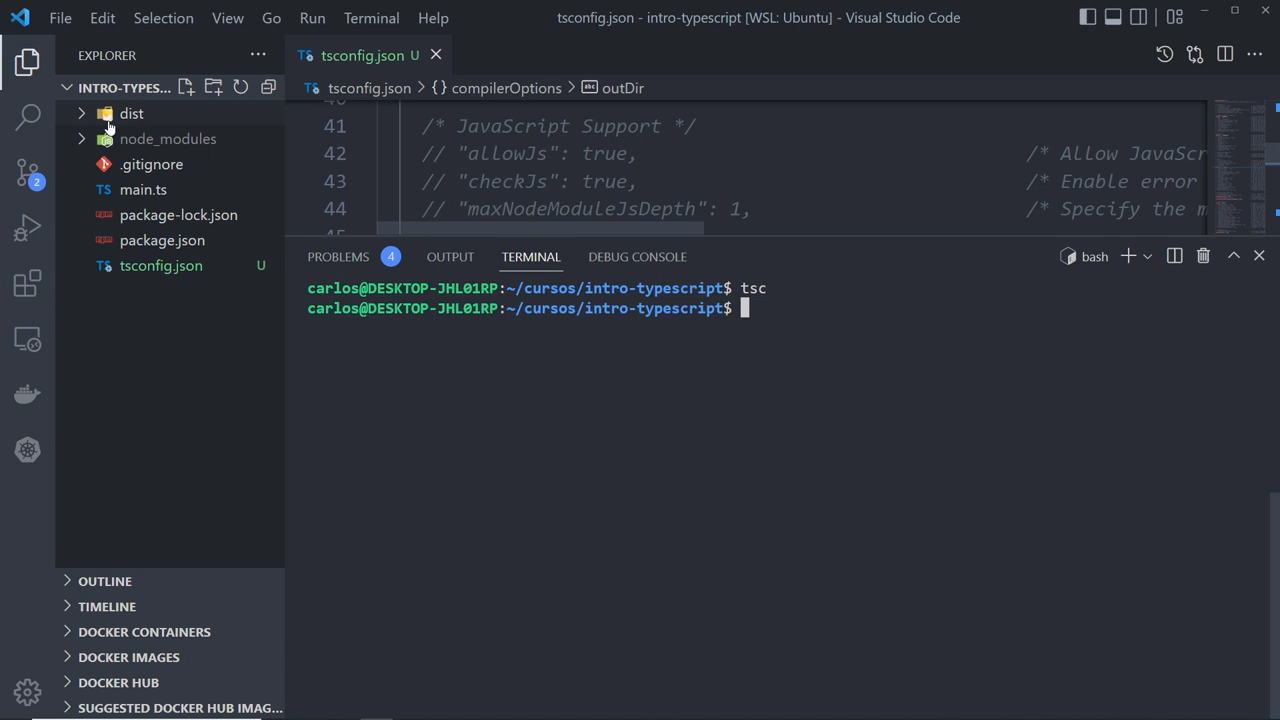 File Edit Selection View Go Run Terminal Help
tsconfig.json - intro-typescript [WSL: Ubuntu] - Visual Studio Code
EXPLORER
INTRO-TYPES...
dist
node_modules
.gitignore
TS main.ts
package-lock.json
package.json
tsconfig.json U
2
OUTLINE
TIMELINE
DOCKER CONTAINERS
DOCKER IMAGES
DOCKER HUB
SUGGESTED DOCKER HUB IMAG...
TS tsconfig.json U
TS tsconfig.json > {} compilerOptions > outDir
41 /* JavaScript Support */
42 // "allowJs": true, /* Allow JavaScr
43 // "checkJs": true, /* Enable error
44 // "maxNodeModuleJsDepth": 1, /* Specify the m
PROBLEMS 4 OUTPUT TERMINAL DEBUG CONSOLE
bash
carlos@DESKTOP-JHL01RP:~/cursos/intro-typescript$ tsc
carlos@DESKTOP-JHL01RP:~/cursos/intro-typescript$